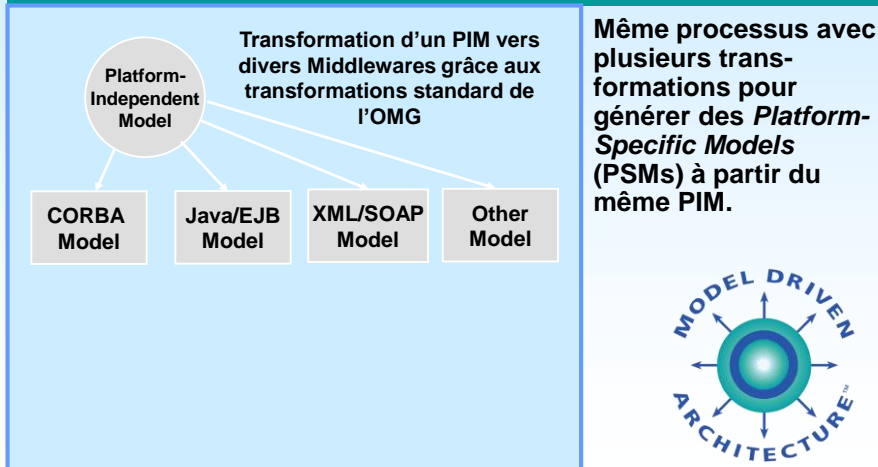 Transformation d'un PIM vers
divers Middlewares grâce aux
transformations standard de
l'OMG
Platform-
Independent
Model
CORBA
Model
Java/EJB
Model
XML/SOAP
Model
Other
Model
Même processus avec
plusieurs trans-
formations pour
générer des Platform-
Specific Models
(PSMs) à partir du
même PIM.
MODEL DRIVEN
ARCHITECTURE™